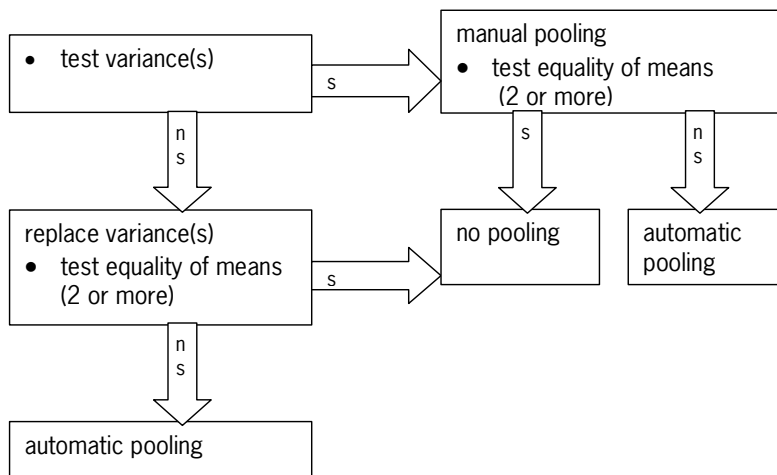 • test variance(s)
s
manual pooling
• test equality of means
(2 or more)
n
s
s
n
s
replace variance(s)
• test equality of means
(2 or more)
s
no pooling
automatic
pooling
n
s
automatic pooling